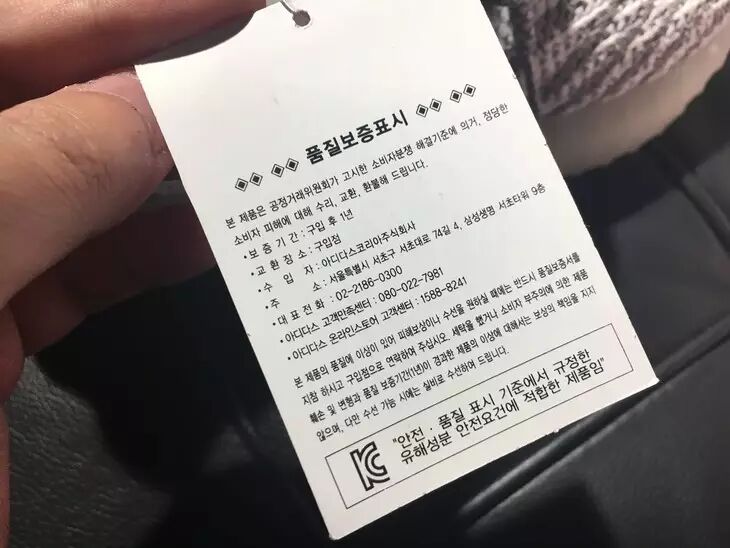 ◈◈ ◈◈ 품질보증표시 ◈◈ ◈◈
본 제품은 공정거래위원회가 고시한 소비자분쟁 해결기준에 의거, 정당한
소비자 피해에 대해 수리, 교환, 환불해 드립니다.
• 보 증 기 간 : 구입 후 1년
• 교 환 장 소 : 구입점
• 수 입 자 : 아디다스코리아주식회사
• 주 소 : 서울특별시 서초구 서초대로 74길 4, 삼성생명 서초타워 9층
• 대 표 전 화 : 02-2186-0300
• 아디다스 고객만족센터 : 080-022-7981
• 아디다스 온라인스토어 고객센터 : 1588-8241
본 제품의 품질에 이상이 있어 피해보상이나 수선을 원하실 때에는 반드시 품질보증서를
지참 하시고 구입점으로 연락하여 주십시오. 세탁을 했거나 소비자 부주의에 의한 제품
훼손 및 변형과 품질 보증기간(1년)이 경과한 제품의 이상에 대해서는 보상의 책임을 지지
않으며, 다만 수선 가능 시에는 실비로 수선하여 드립니다.
"안전 · 품질 표시 기준에서 규정한
유해성분 안전요건에 적합한 제품임"